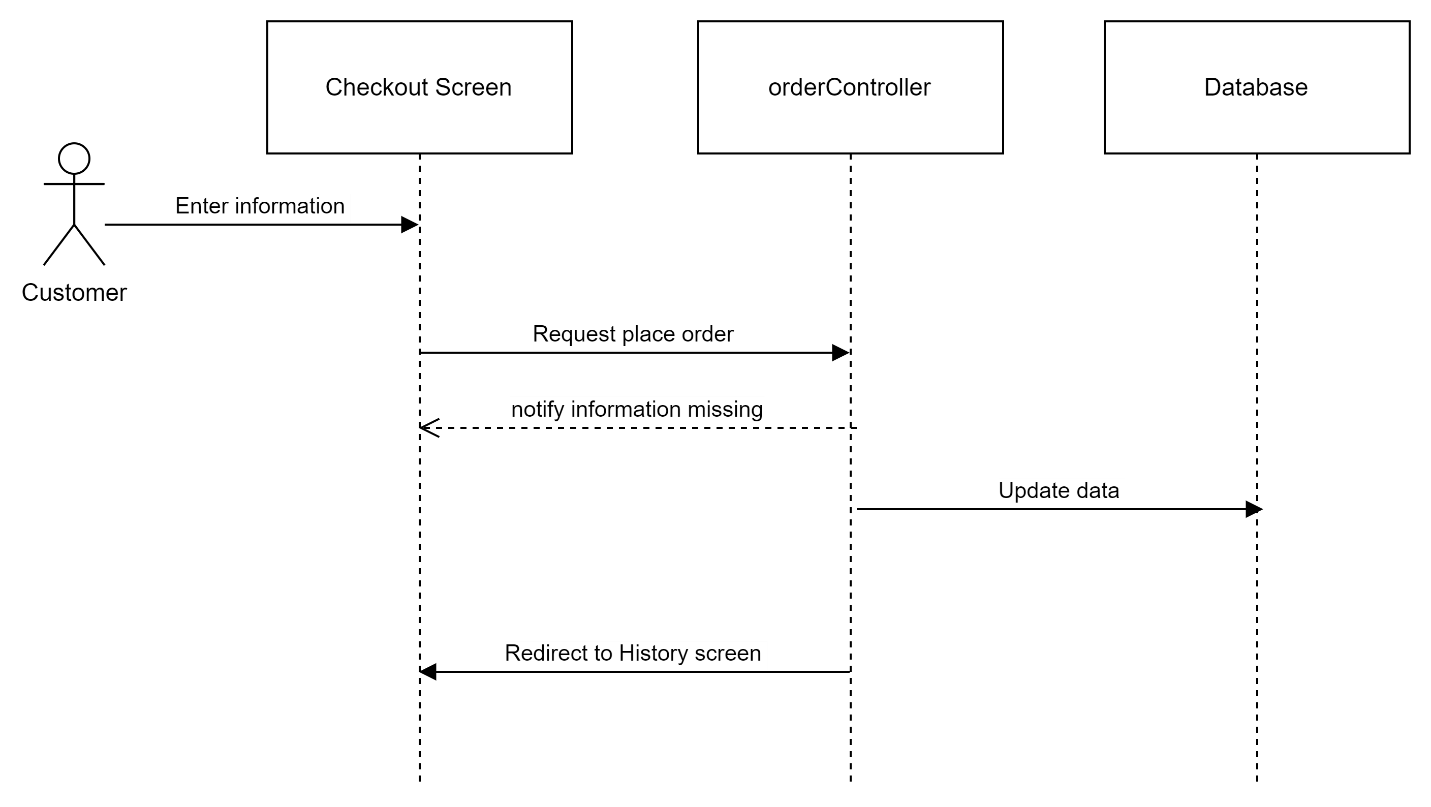 Checkout Screen
orderController
Database
Enter information
Customer
Request place order
notify information missing
Update data
Redirect to History screen